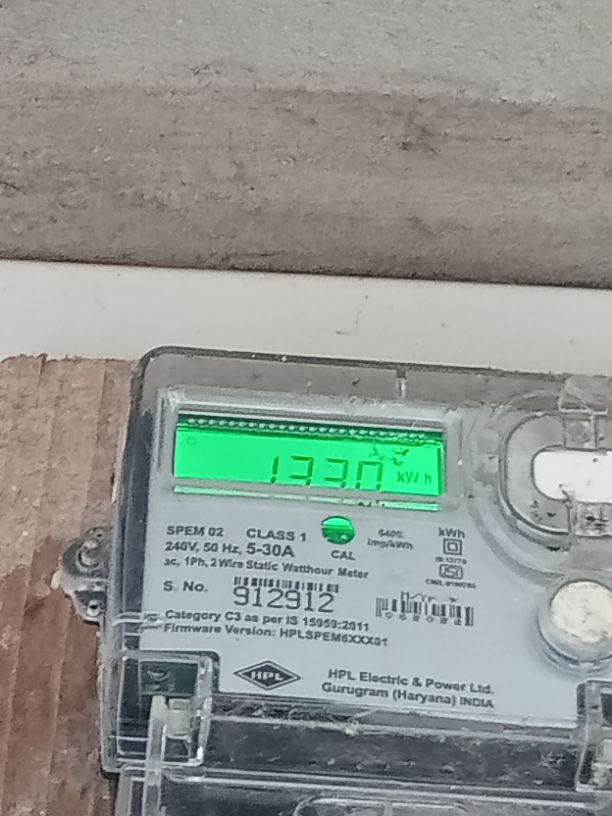 1330 kWh
SPEM 02 CLASS 1 6400 kWh
240V, 50 Hz, 5-30A CAL imp/kWh
ac, 1Ph, 2 Wire Static Watthour Meter
S. No. 912912
Category C3 as per IS 15959:2011
Firmware Version: HPLSPEM6XXX01
HPL HPL Electric & Power Ltd.
Gurugram (Haryana) INDIA